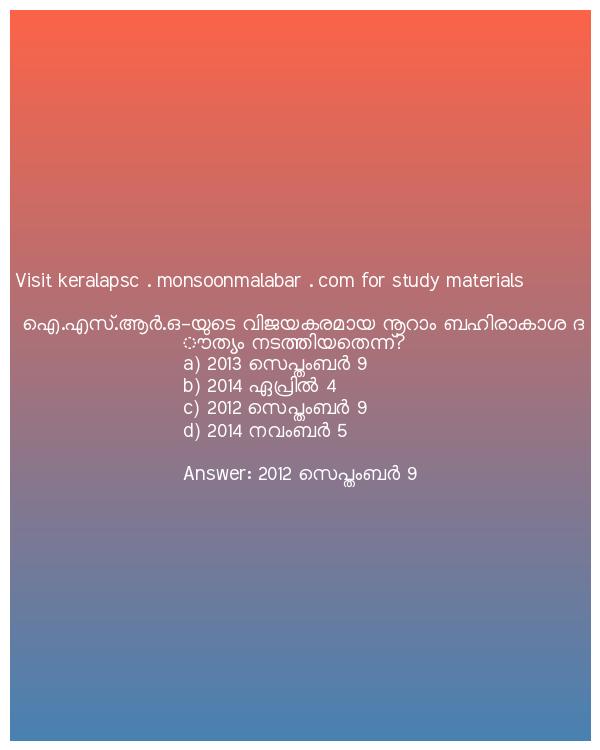 Visit keralapsc . monsoonmalabar . com for study materials
ഐ.എസ്.ആർ.ഒ-യുടെ വിജയകരമായ നൂറാം ബഹിരാകാശ ദ
ൗത്യം നടത്തിയതെന്ന്?
a) 2013 സെപ്തംബർ 9
b) 2014 ഏപ്രിൽ 4
c) 2012 സെപ്തംബർ 9
d) 2014 നവംബർ 5
Answer: 2012 സെപ്തംബർ 9